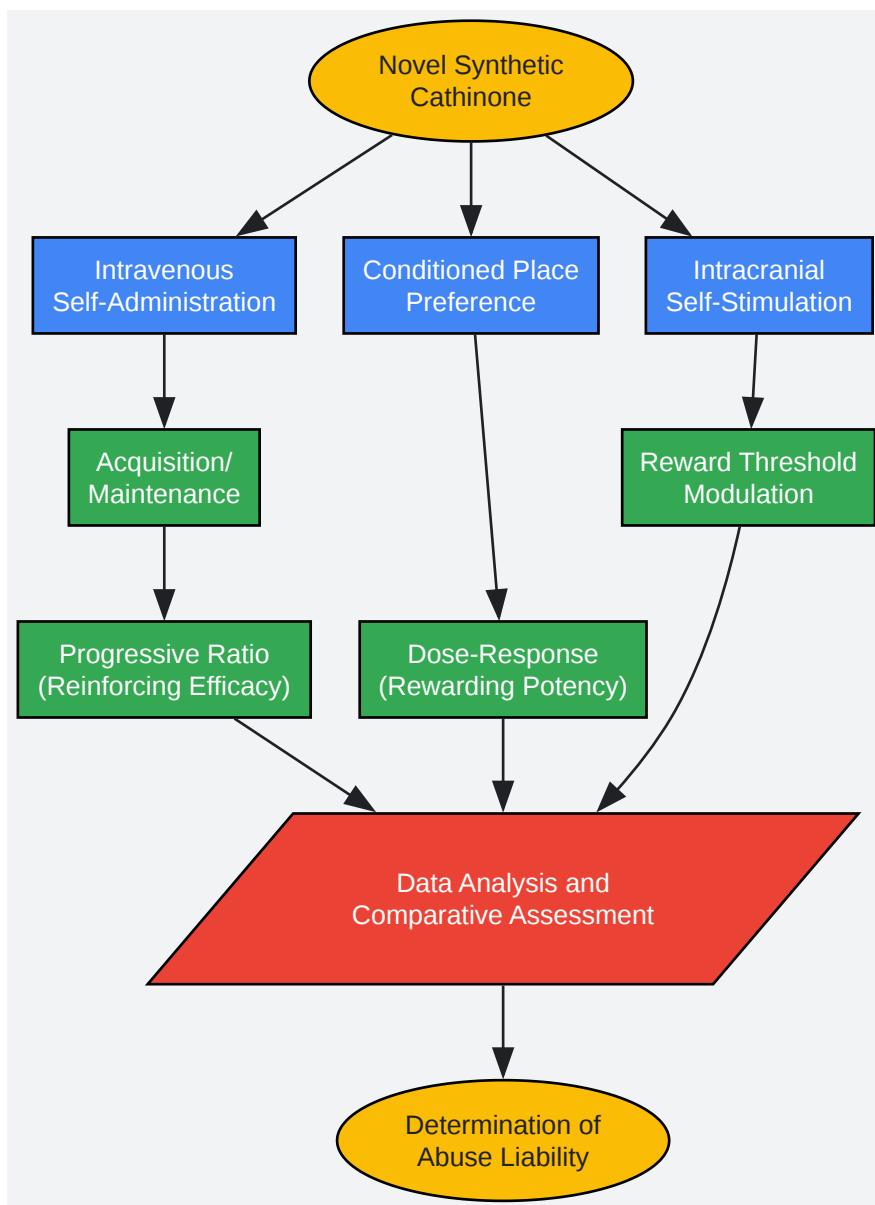 Novel Synthetic
Cathinone
Intravenous
Self-Administration
Conditioned Place
Preference
Intracranial
Self-Stimulation
Acquisition/
Maintenance
Reward Threshold
Modulation
Progressive Ratio
(Reinforcing Efficacy)
Dose-Response
(Rewarding Potency)
Data Analysis and
Comparative Assessment
Determination of
Abuse Liability